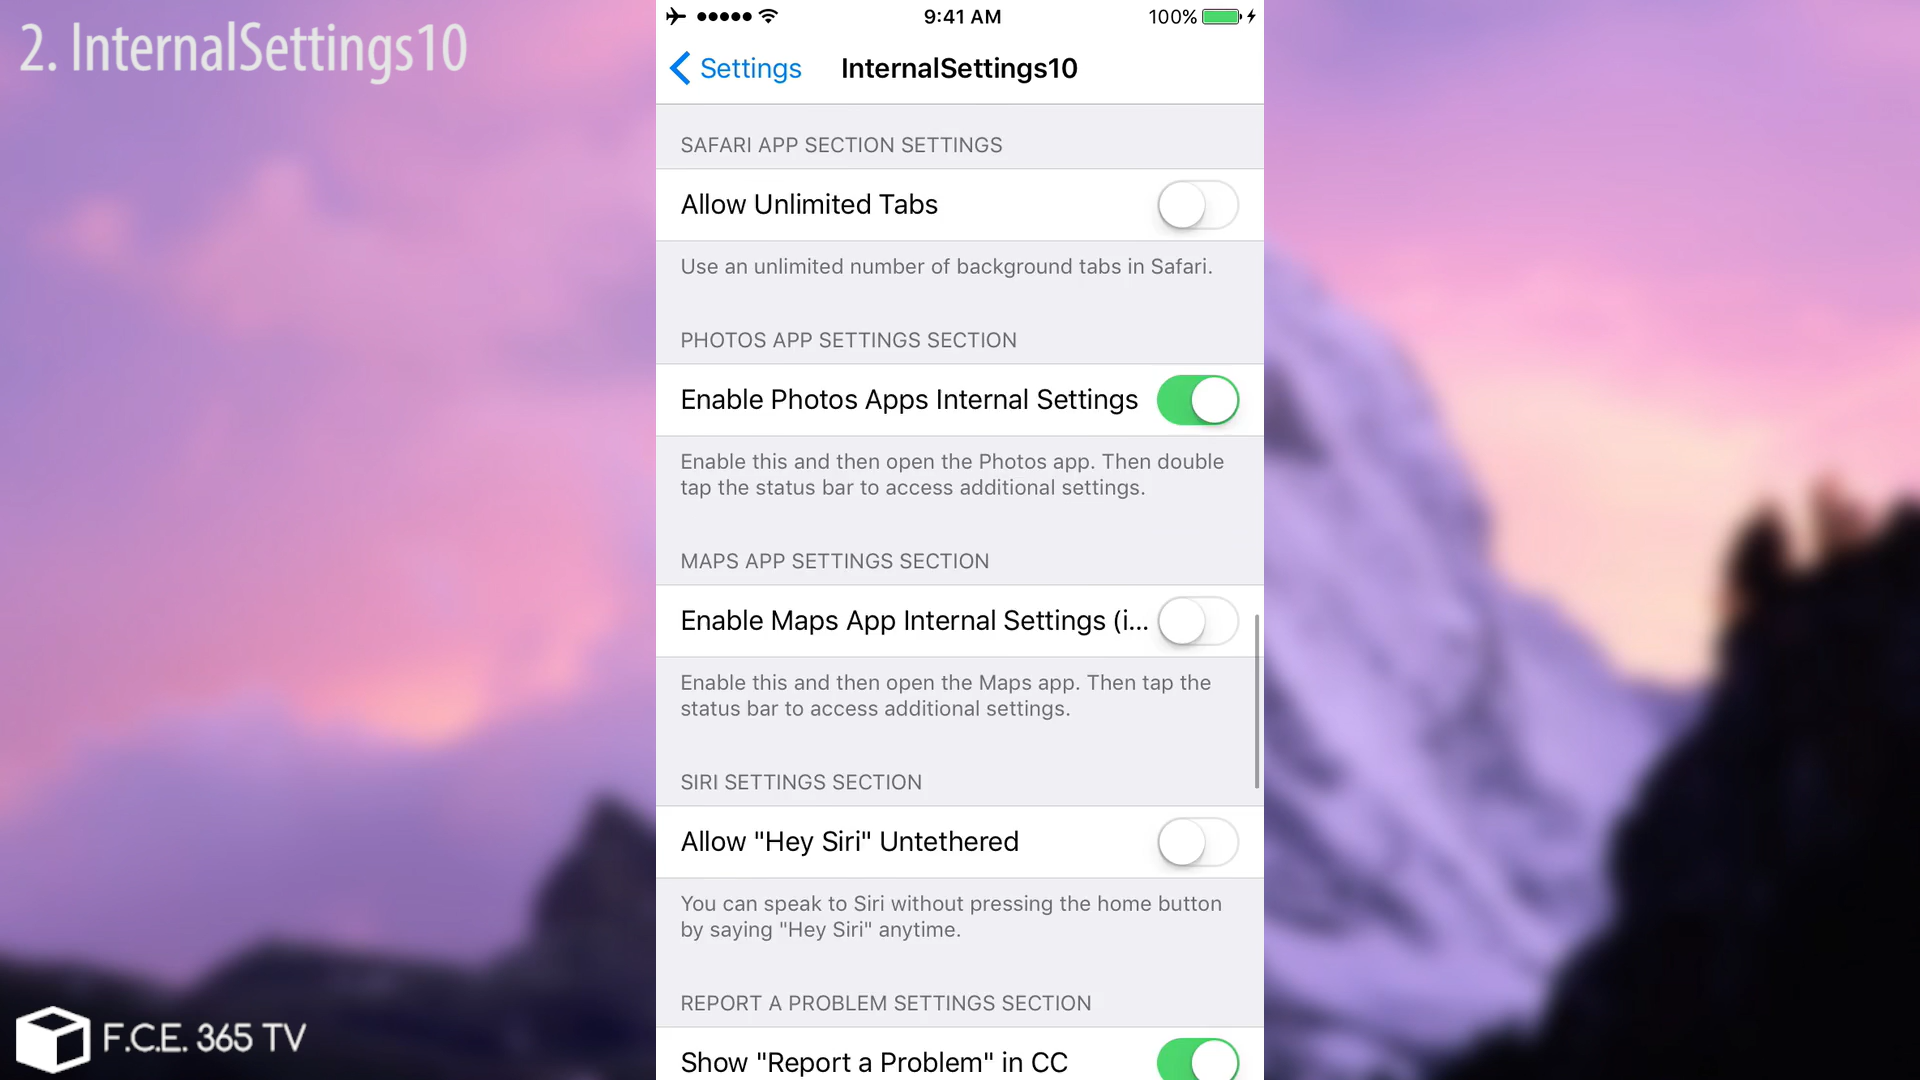 2. InternalSettings10
9:41 AM
100%
Settings
InternalSettings10
SAFARI APP SECTION SETTINGS
Allow Unlimited Tabs
Use an unlimited number of background tabs in Safari.
PHOTOS APP SETTINGS SECTION
Enable Photos Apps Internal Settings
Enable this and then open the Photos app. Then double
tap the status bar to access additional settings.
MAPS APP SETTINGS SECTION
Enable Maps App Internal Settings (i...
Enable this and then open the Maps app. Then tap the
status bar to access additional settings.
SIRI SETTINGS SECTION
Allow "Hey Siri" Untethered
You can speak to Siri without pressing the home button
by saying "Hey Siri" anytime.
REPORT A PROBLEM SETTINGS SECTION
Show "Report a Problem" in CC
F.C.E. 365 TV